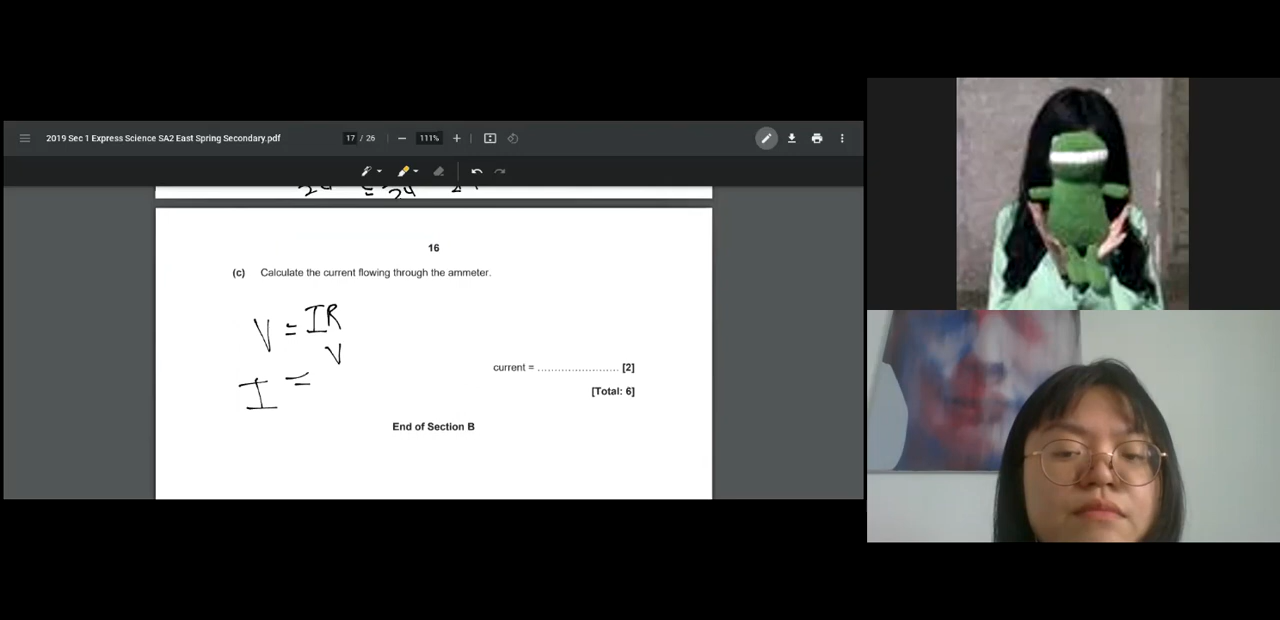 2019 Sec 1 Express Science SA2 East Spring Secondary.pdf 17 / 26 − 111% +
16
(c) Calculate the current flowing through the ammeter.
V = IR
V
I =
current = ........................ [2]
[Total: 6]
End of Section B